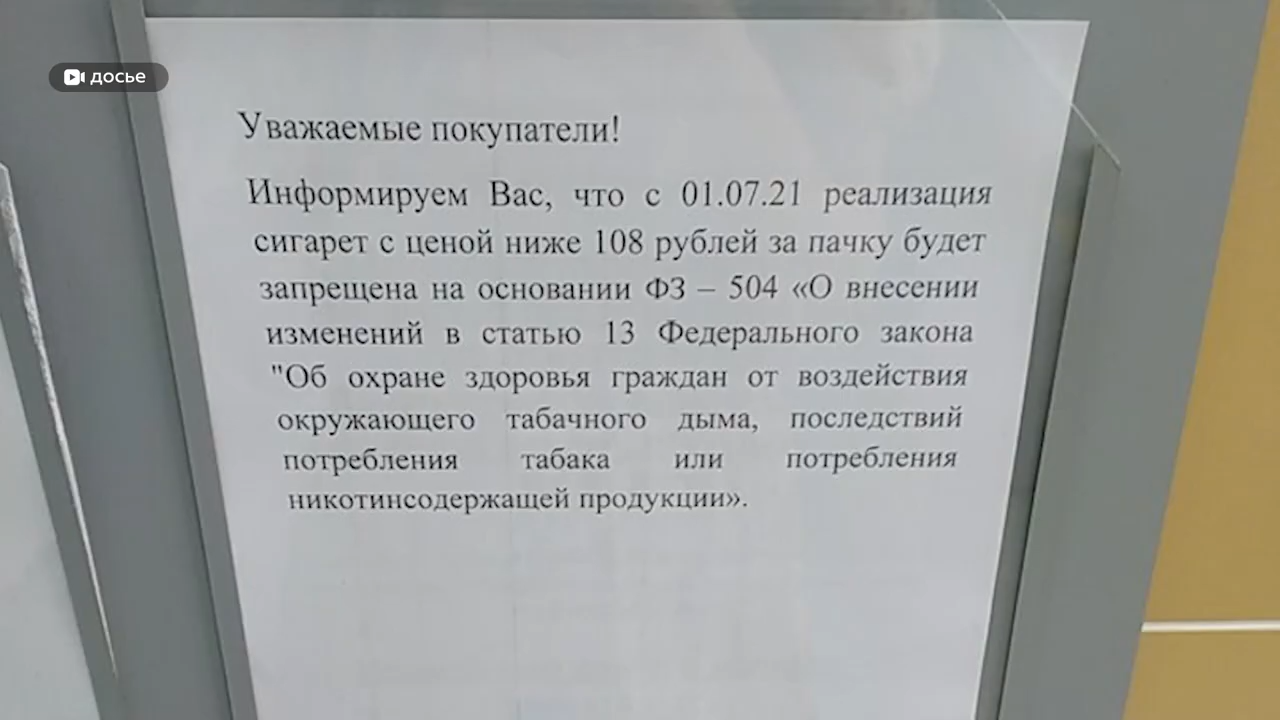 досье
Уважаемые покупатели!
Информируем Вас, что с 01.07.21 реализация
сигарет с ценой ниже 108 рублей за пачку будет
запрещена на основании ФЗ – 504 «О внесении
изменений в статью 13 Федерального закона
"Об охране здоровья граждан от воздействия
окружающего табачного дыма, последствий
потребления табака или потребления
никотинсодержащей продукции».